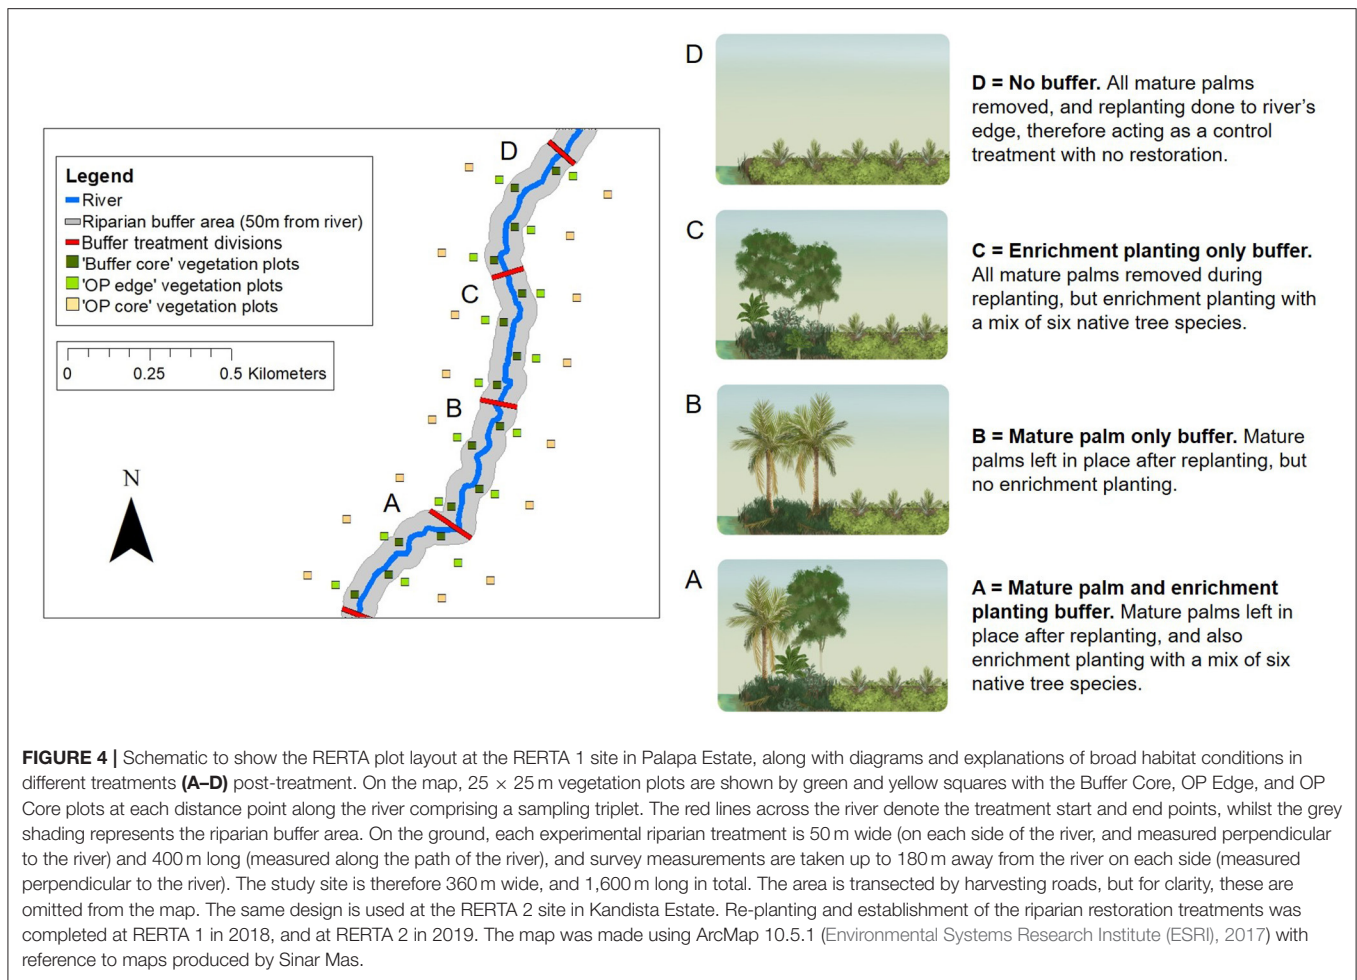 Legend
River
Riparian buffer area (50m from river)
Buffer treatment divisions
'Buffer core' vegetation plots
'OP edge' vegetation plots
'OP core' vegetation plots
0 0.25 0.5 Kilometers
N
D
C
B
A
D
D = No buffer. All mature palms
removed, and replanting done to river's
edge, therefore acting as a control
treatment with no restoration.
C
C = Enrichment planting only buffer.
All mature palms removed during
replanting, but enrichment planting with
a mix of six native tree species.
B
B = Mature palm only buffer. Mature
palms left in place after replanting, but
no enrichment planting.
A
A = Mature palm and enrichment
planting buffer. Mature palms left in
place after replanting, and also
enrichment planting with a mix of six
native tree species.
FIGURE 4 | Schematic to show the RERTA plot layout at the RERTA 1 site in Palapa Estate, along with diagrams and explanations of broad habitat conditions in
different treatments (A–D) post-treatment. On the map, 25 × 25 m vegetation plots are shown by green and yellow squares with the Buffer Core, OP Edge, and OP
Core plots at each distance point along the river comprising a sampling triplet. The red lines across the river denote the treatment start and end points, whilst the grey
shading represents the riparian buffer area. On the ground, each experimental riparian treatment is 50 m wide (on each side of the river, and measured perpendicular
to the river) and 400 m long (measured along the path of the river), and survey measurements are taken up to 180 m away from the river on each side (measured
perpendicular to the river). The study site is therefore 360 m wide, and 1,600 m long in total. The area is transected by harvesting roads, but for clarity, these are
omitted from the map. The same design is used at the RERTA 2 site in Kandista Estate. Re-planting and establishment of the riparian restoration treatments was
completed at RERTA 1 in 2018, and at RERTA 2 in 2019. The map was made using ArcMap 10.5.1 (Environmental Systems Research Institute (ESRI), 2017) with
reference to maps produced by Sinar Mas.